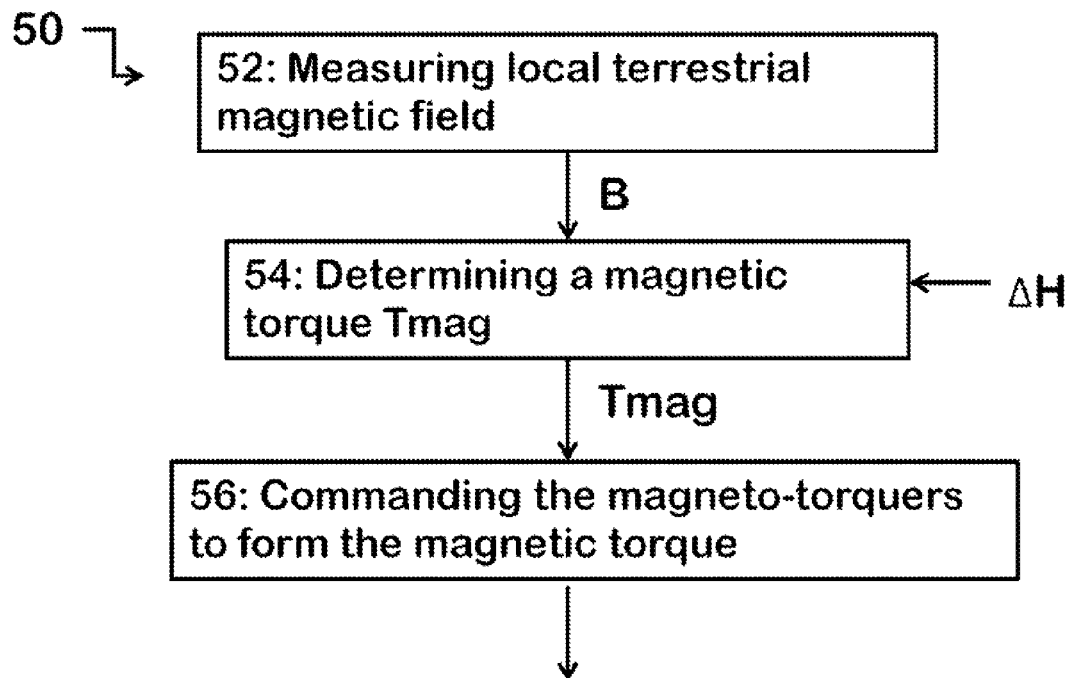 50
52: Measuring local terrestrial
magnetic field
B
54: Determining a magnetic
torque Tmag
ΔH
Tmag
56: Commanding the magneto-torquers
to form the magnetic torque